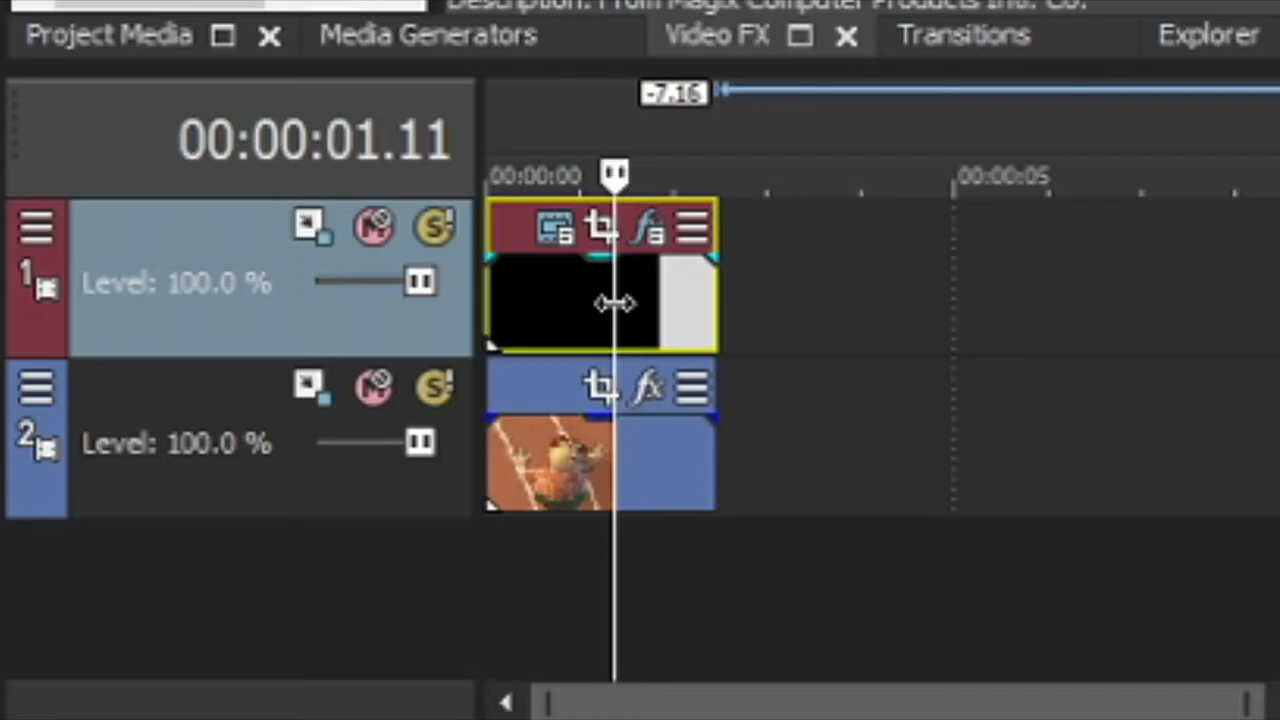 Description: From Magix Computer Products Intl. Co.
Project Media Media Generators Video FX Transitions Explorer
-7.16
00:00:01.11
00:00:00 00:00:05
1
Level: 100.0 %
2
Level: 100.0 %